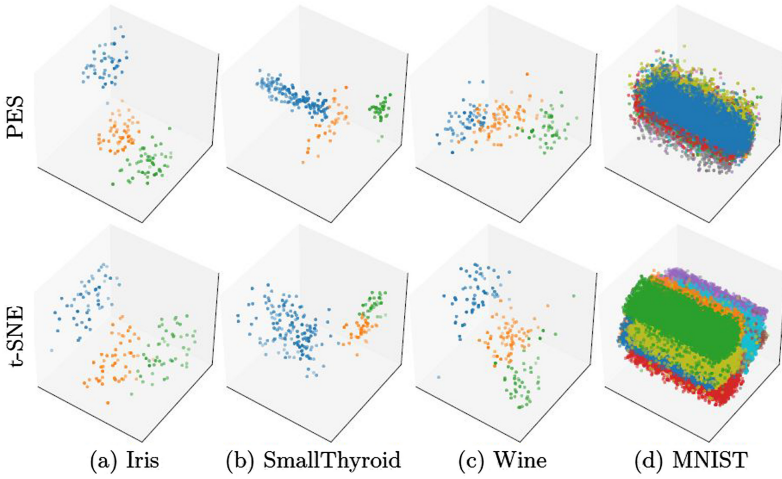 PES
t-SNE
(a) Iris
(b) SmallThyroid
(c) Wine
(d) MNIST